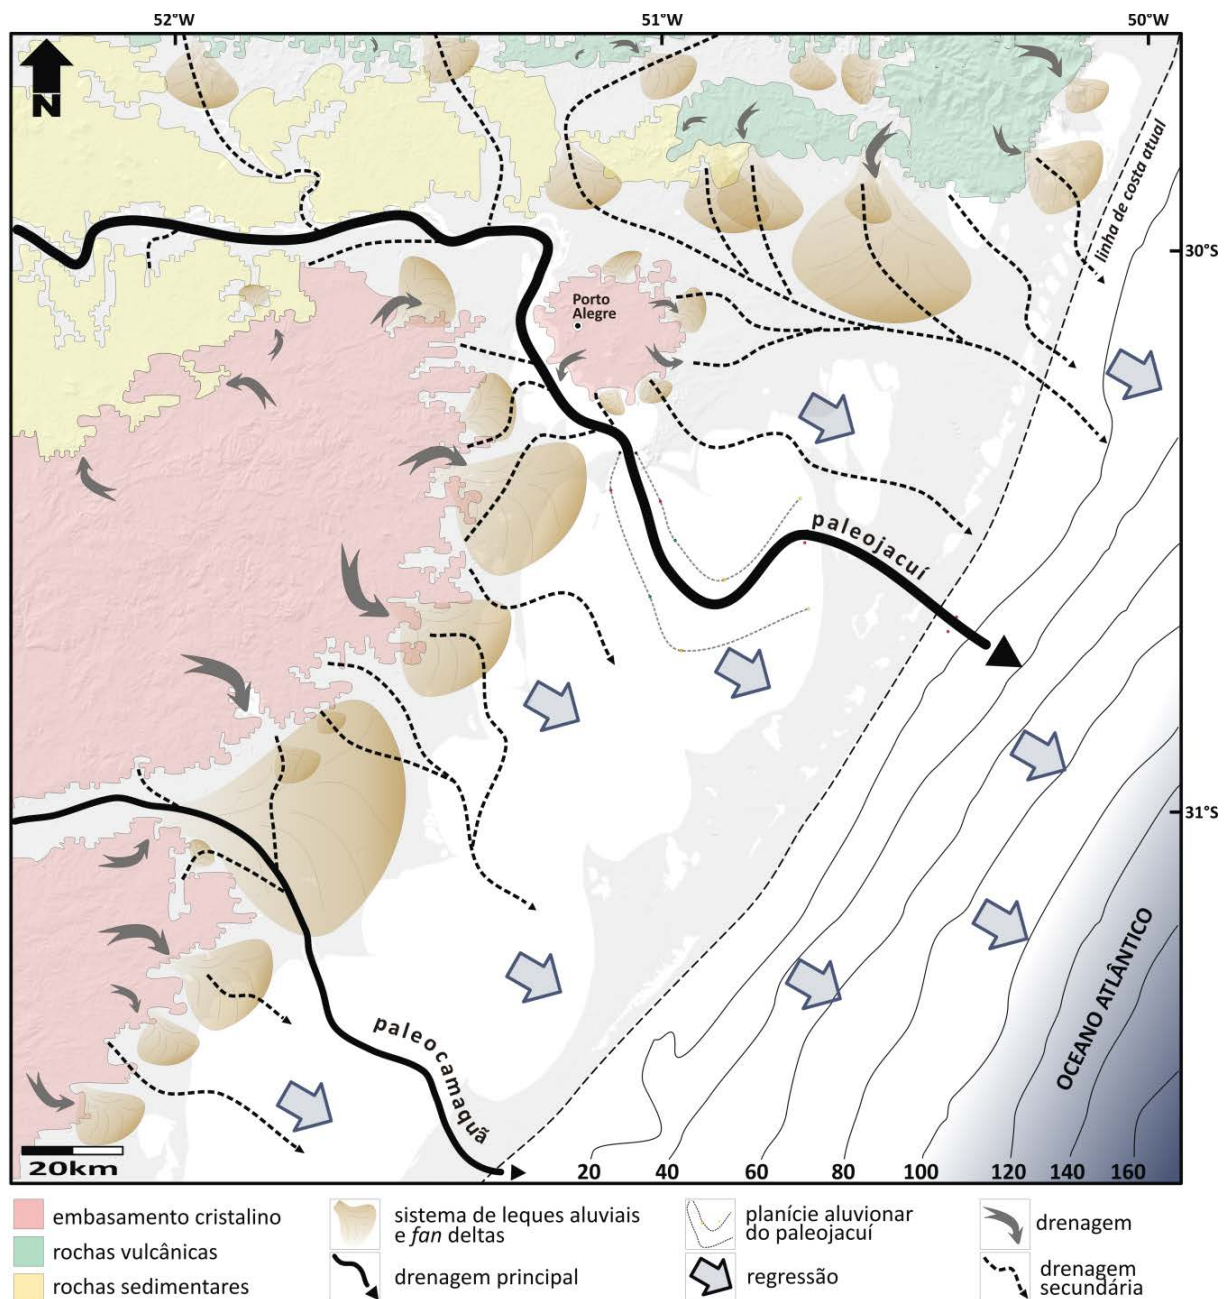 52°W
51°W
50°W
N
linha de costa atual
30°S
Porto
Alegre
paleojacuí
31°S
OCEANO ATLÂNTICO
paleocamaquã
20km
20
40
60
80
100
120
140
160
embasamento cristalino
rochas vulcânicas
rochas sedimentares
sistema de leques aluviais
e fan deltas
drenagem principal
planície aluvionar
do paleojacuí
regressão
drenagem
drenagem
secundária